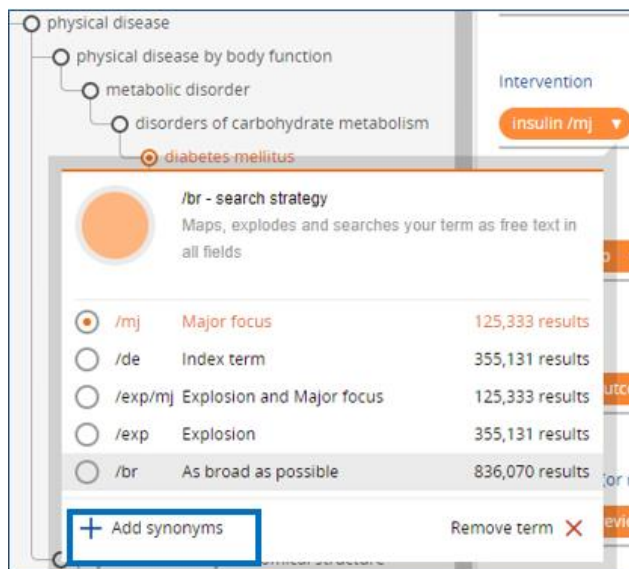 physical disease
physical disease by body function
metabolic disorder
Intervention
disorders of carbohydrate metabolism
insulin /mj
diabetes mellitus
/br - search strategy
Maps, explodes and searches your term as free text in
all fields
/mj Major focus 125,333 results
/de Index term 355,131 results
/exp/mj Explosion and Major focus 125,333 results
/exp Explosion 355,131 results
/br As broad as possible 836,070 results
Add synonyms Remove term